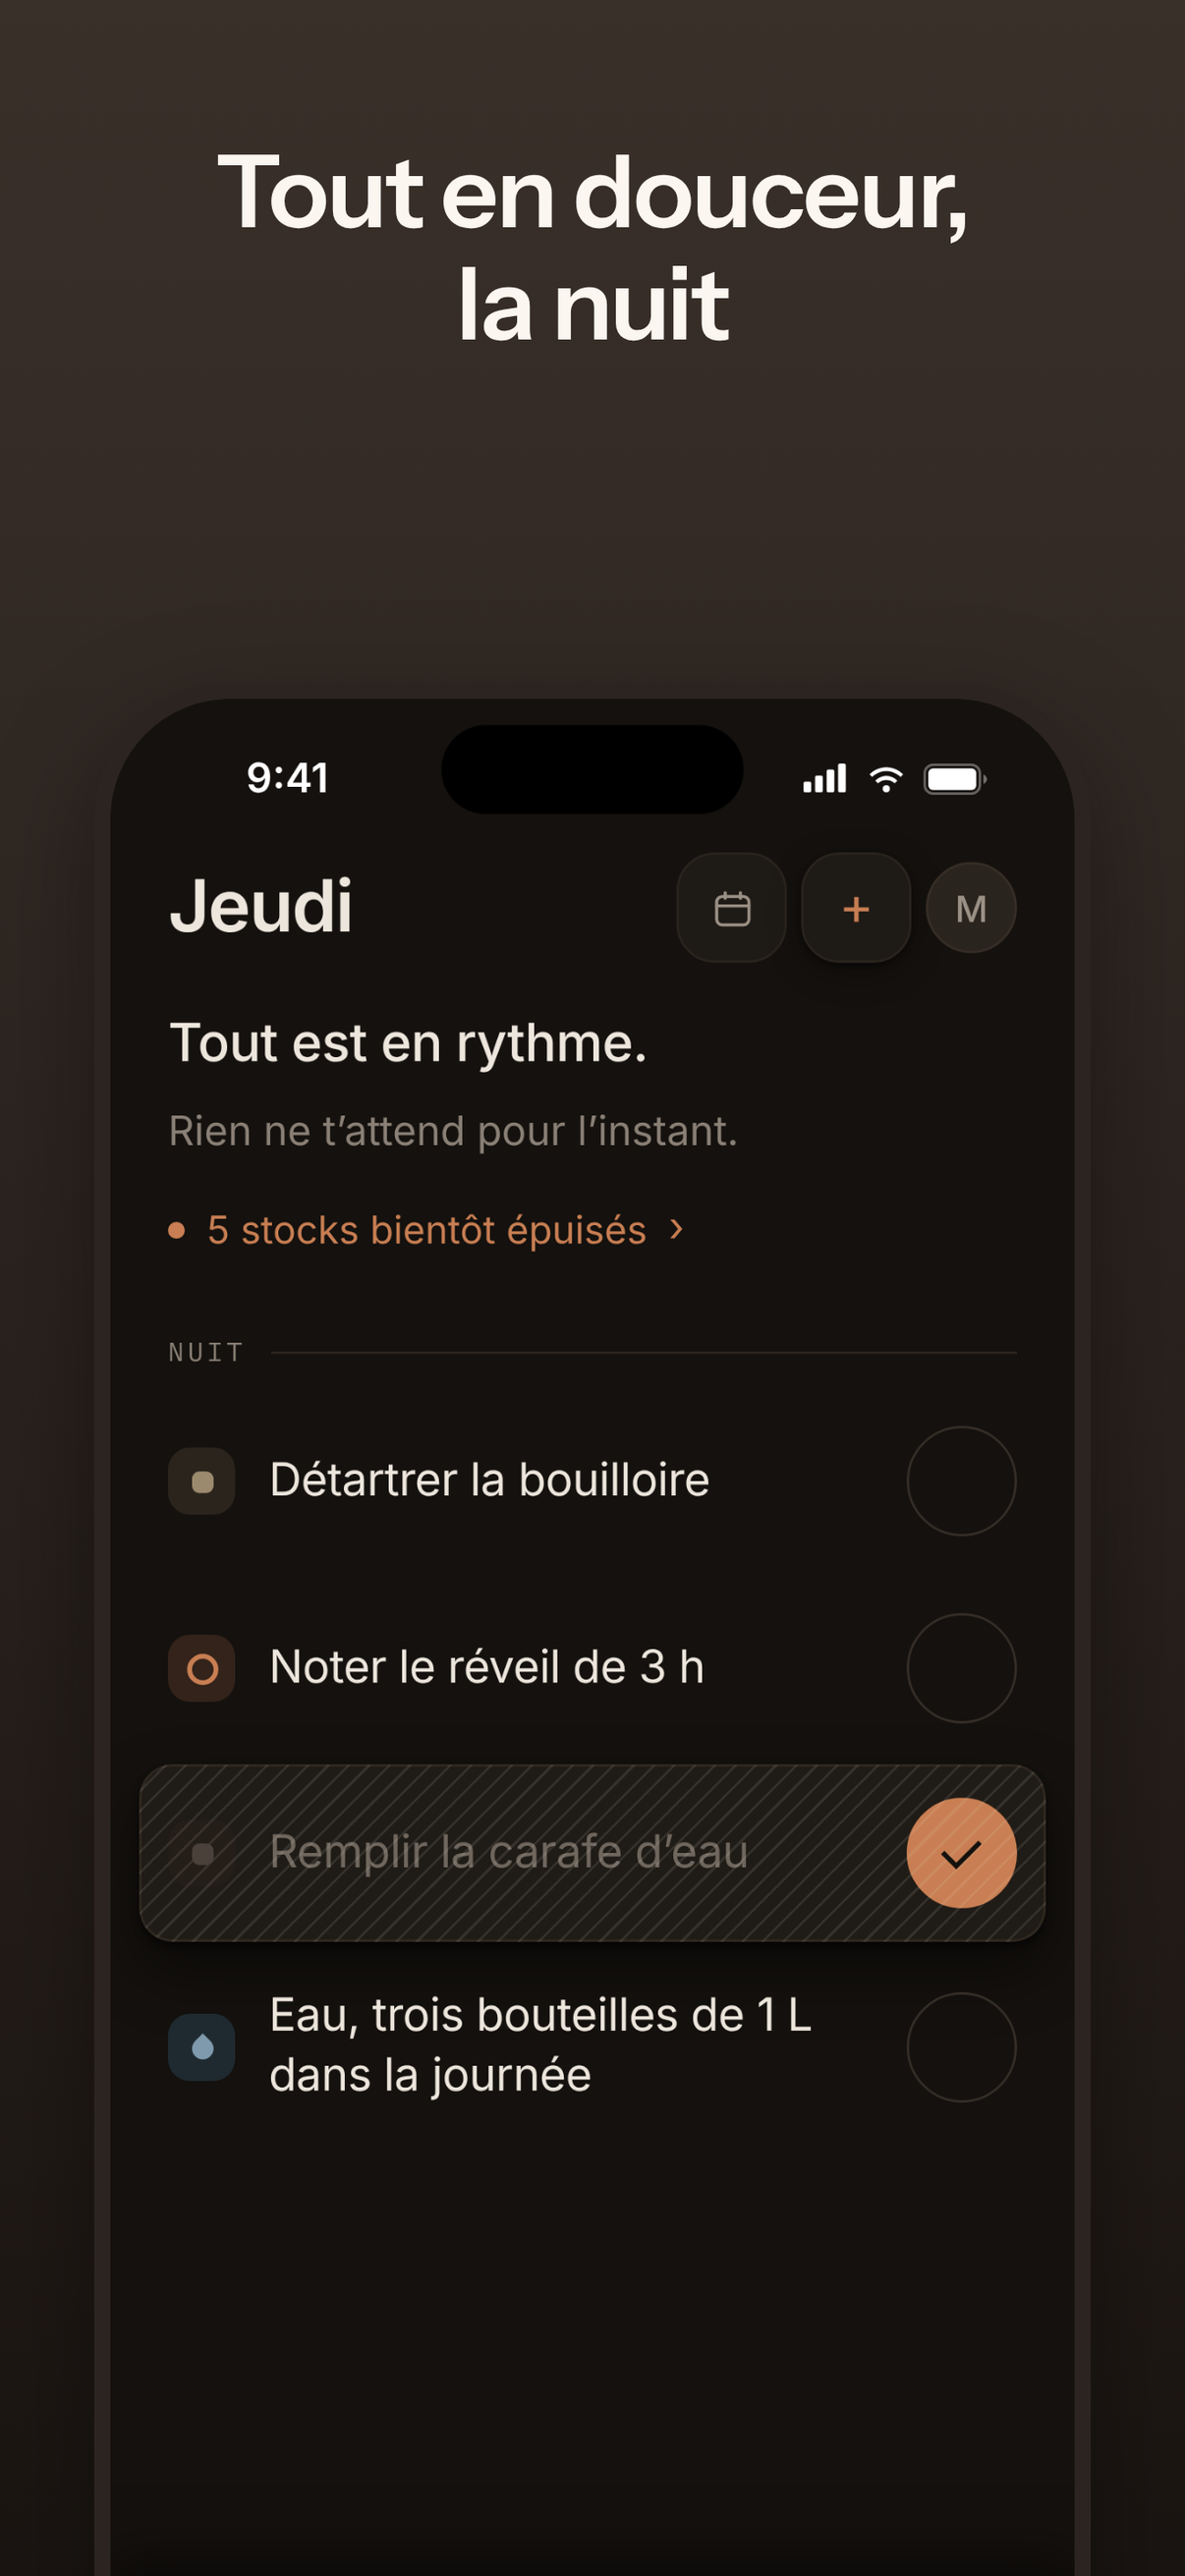 Tout en douceur,
la nuit
9:41
Jeudi
+
M
Tout est en rythme.
Rien ne t’attend pour l’instant.
5 stocks bientôt épuisés ›
NUIT
Détartrer la bouilloire
Noter le réveil de 3 h
Remplir la carafe d’eau
Eau, trois bouteilles de 1 L
dans la journée